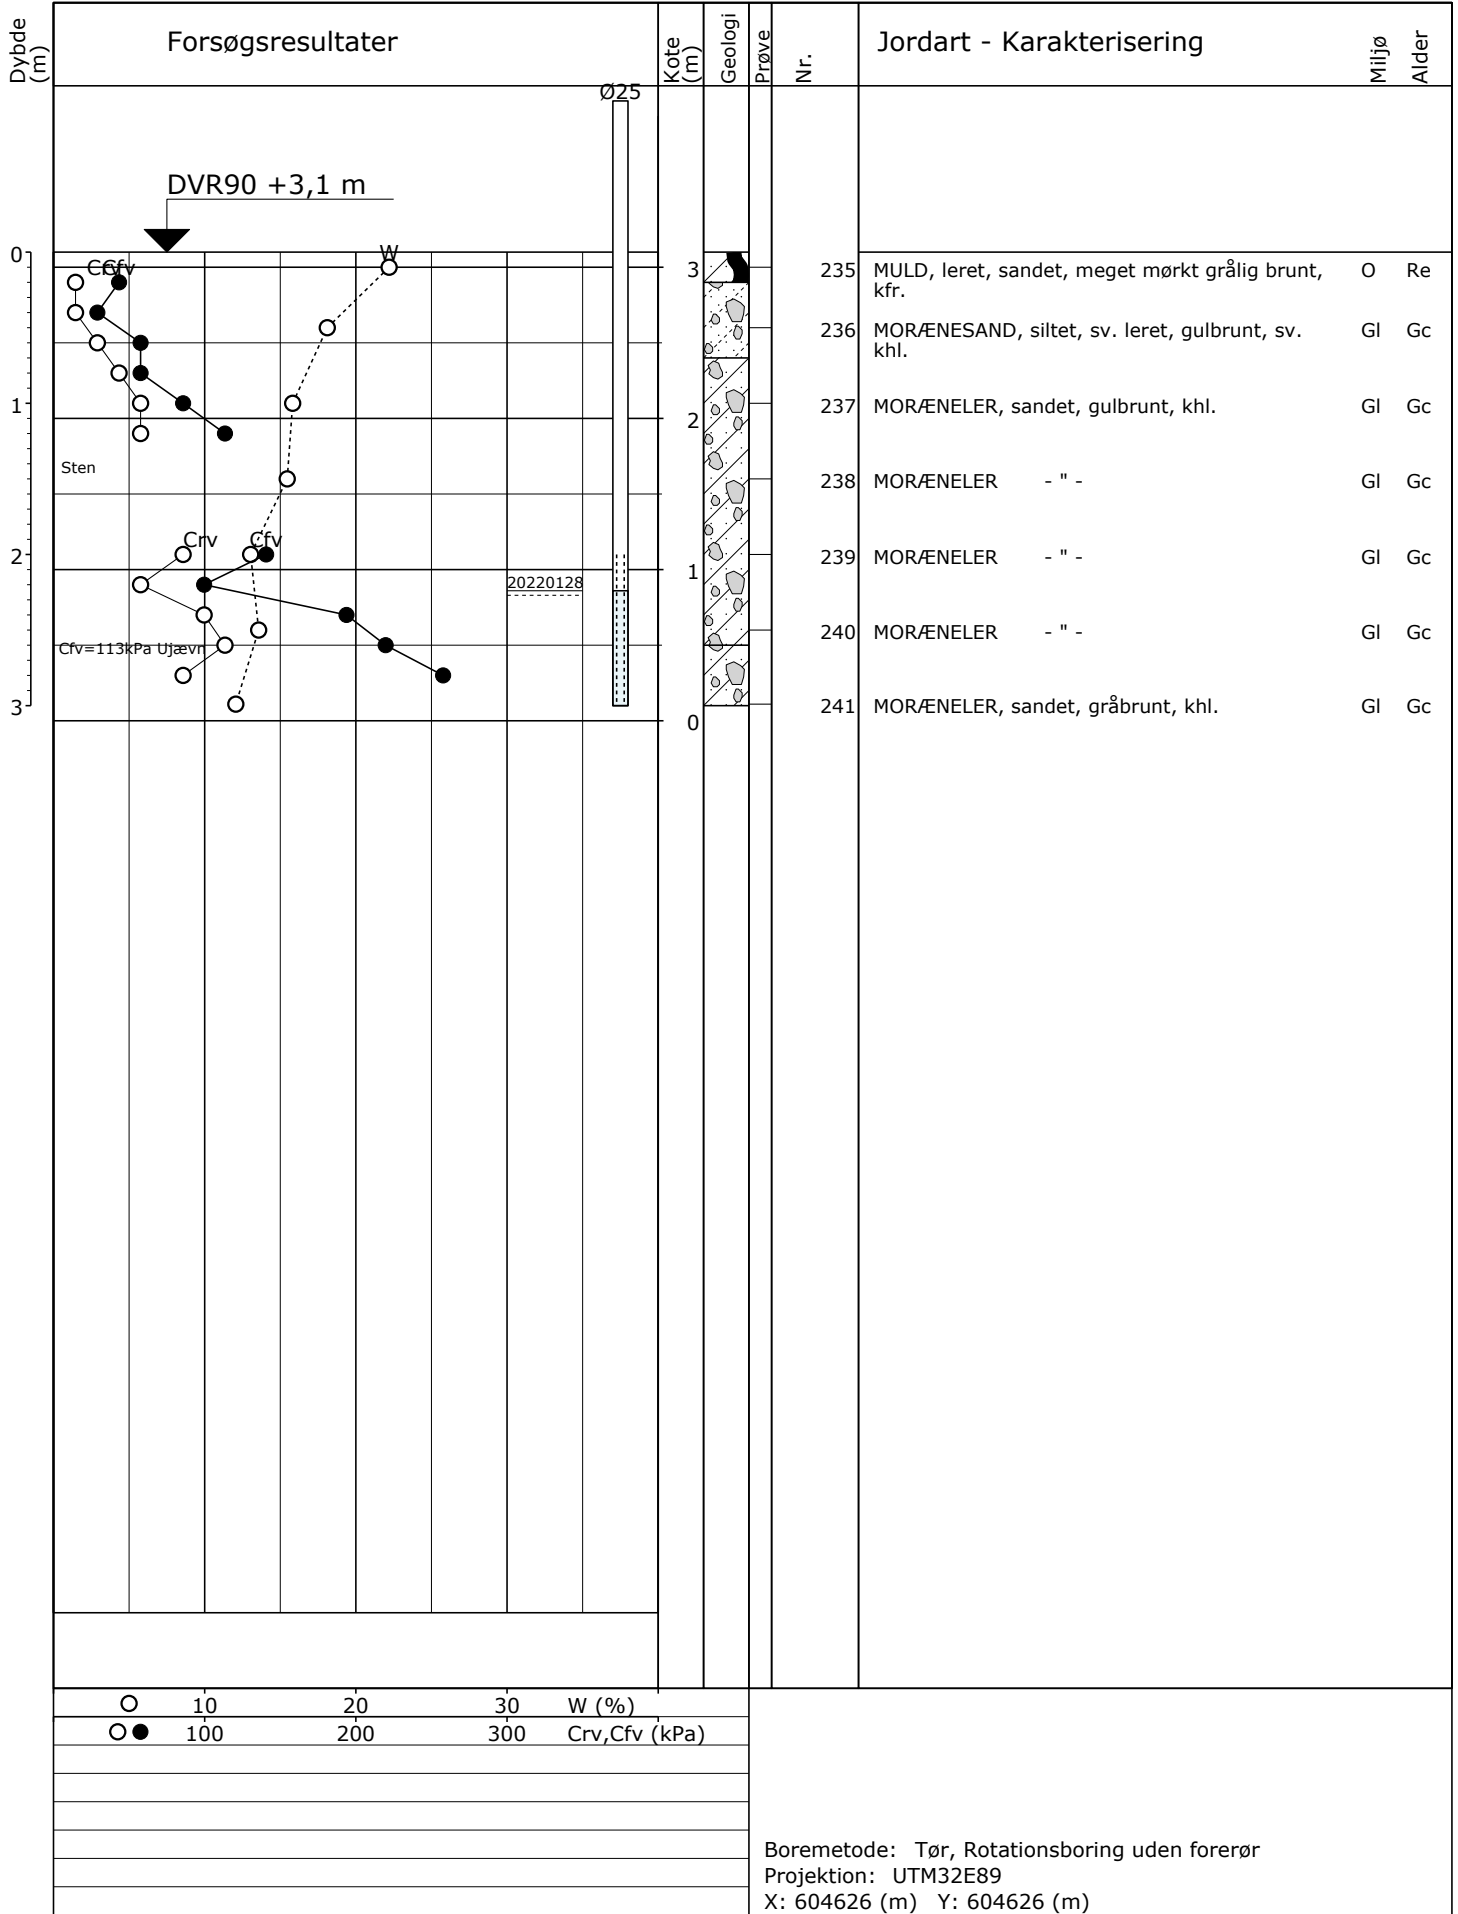 Dybde (m)
Forsøgsresultater
Kote (m)
Geologi
Prøve
Nr.
Jordart - Karakterisering
Miljø
Alder
Ø25
DVR90 +3,1 m
0
Crv
Cfv
W
3
235 MULD, leret, sandet, meget mørkt grålig brunt, O Re
kfr.
236 MORÆNESAND, siltet, sv. leret, gulbrunt, sv. Gl Gc
khl.
1
2
237 MORÆNELER, sandet, gulbrunt, khl. Gl Gc
Sten
238 MORÆNELER - " - Gl Gc
Crv
Cfv
2
239 MORÆNELER - " - Gl Gc
20220128
1
240 MORÆNELER - " - Gl Gc
Cfv=113kPa Ujævn
3
241 MORÆNELER, sandet, gråbrunt, khl. Gl Gc
0
10 20 30 W (%)
100 200 300 Crv,Cfv (kPa)
Boremetode: Tør, Rotationsboring uden forerør
Projektion: UTM32E89
X: 604626 (m) Y: 604626 (m)